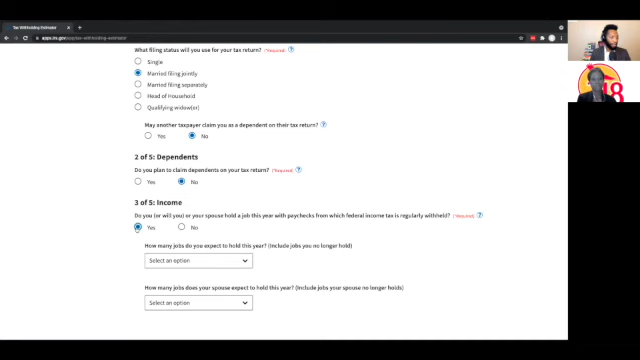 Tax Withholding Estimator
apps.irs.gov/app/tax-withholding-estimator
What filing status will you use for your tax return? (*Required)
Single
Married filing jointly
Married filing separately
Head of Household
Qualifying widow(er)
May another taxpayer claim you as a dependent on their tax return?
Yes No
2 of 5: Dependents
Do you plan to claim dependents on your tax return? (*Required)
Yes No
3 of 5: Income
Do you (or will you) or your spouse hold a job this year with paychecks from which federal income tax is regularly withheld? (*Required)
Yes No
How many jobs do you expect to hold this year? (Include jobs you no longer hold)
Select an option
How many jobs does your spouse expect to hold this year? (Include jobs your spouse no longer holds)
Select an option
18